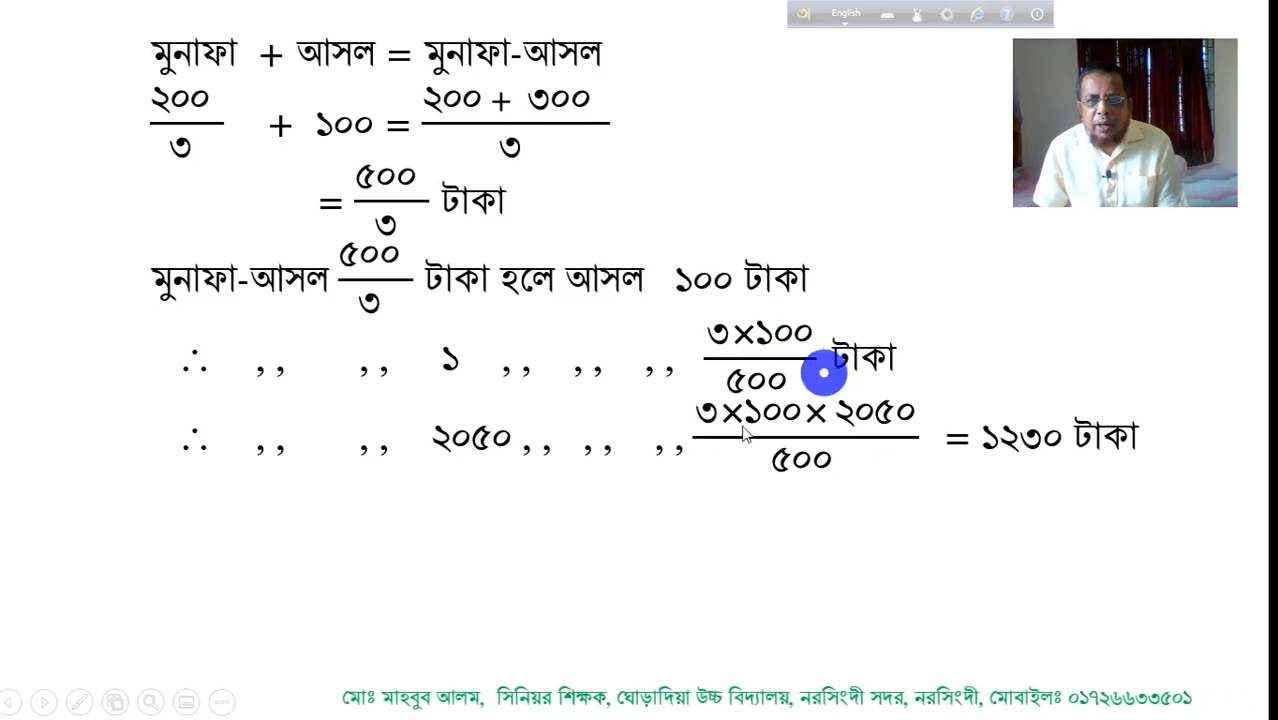 অ English
মুনাফা + আসল = মুনাফা-আসল
২০০/৩ + ১০০ = (২০০ + ৩০০)/৩
= ৫০০/৩ টাকা
মুনাফা-আসল ৫০০/৩ টাকা হলে আসল ১০০ টাকা
∴ ,, ,, ১ ,, ,, ,, (৩×১০০)/৫০০ টাকা
∴ ,, ,, ২০৫০ ,, ,, ,, (৩×১০০×২০৫০)/৫০০ = ১২৩০ টাকা
মোঃ মাহবুব আলম, সিনিয়র শিক্ষক, ঘোড়াদিয়া উচ্চ বিদ্যালয়, নরসিংদী সদর, নরসিংদী, মোবাইলঃ ০১৭২৬৬৩৩৫০১